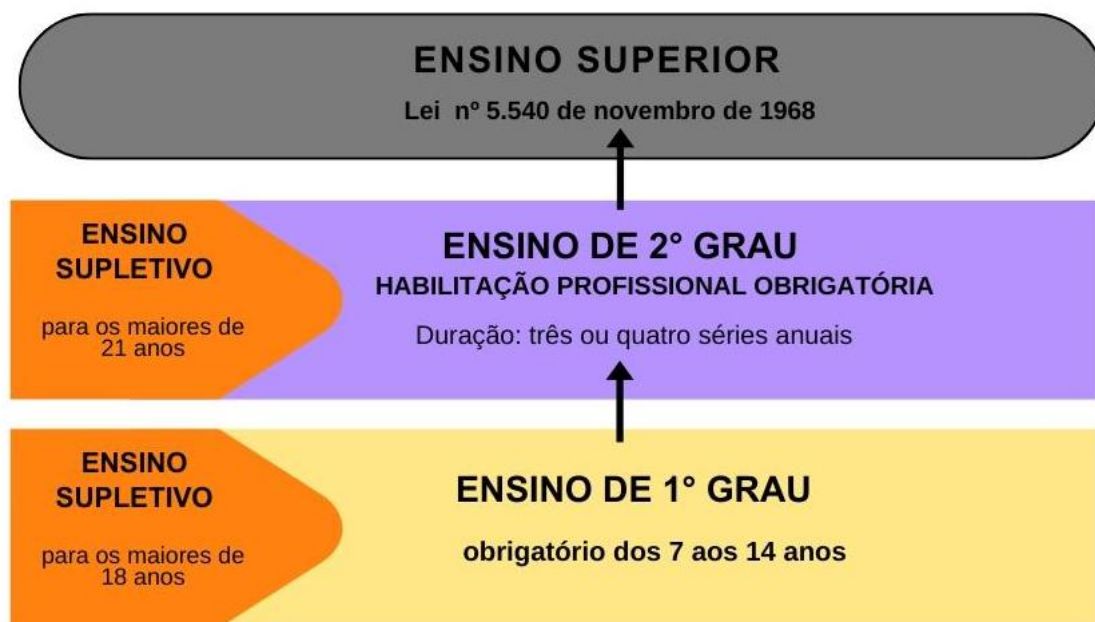 ENSINO SUPERIOR
Lei nº 5.540 de novembro de 1968
ENSINO
SUPLETIVO
para os maiores de
21 anos
ENSINO DE 2° GRAU
HABILITAÇÃO PROFISSIONAL OBRIGATÓRIA
Duração: três ou quatro séries anuais
ENSINO
SUPLETIVO
para os maiores de
18 anos
ENSINO DE 1° GRAU
obrigatório dos 7 aos 14 anos